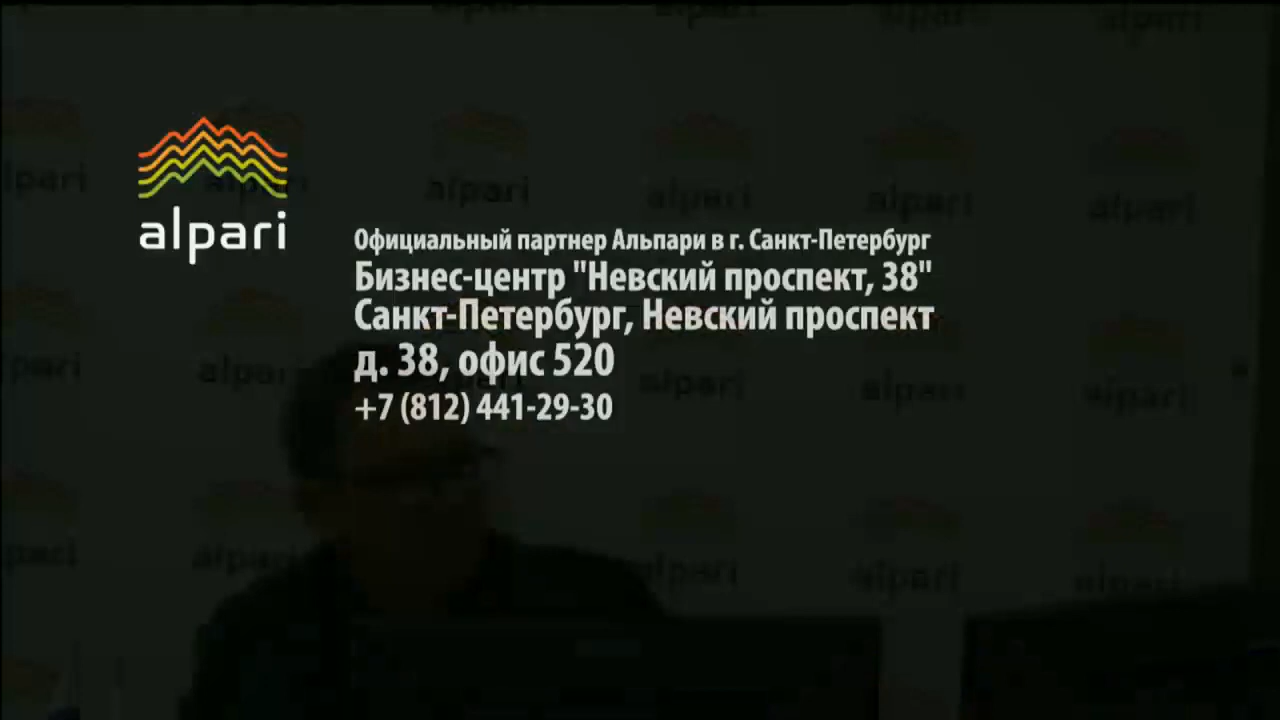 alpari
Официальный партнер Альпари в г. Санкт-Петербург
Бизнес-центр "Невский проспект, 38"
Санкт-Петербург, Невский проспект
д. 38, офис 520
+7 (812) 441-29-30